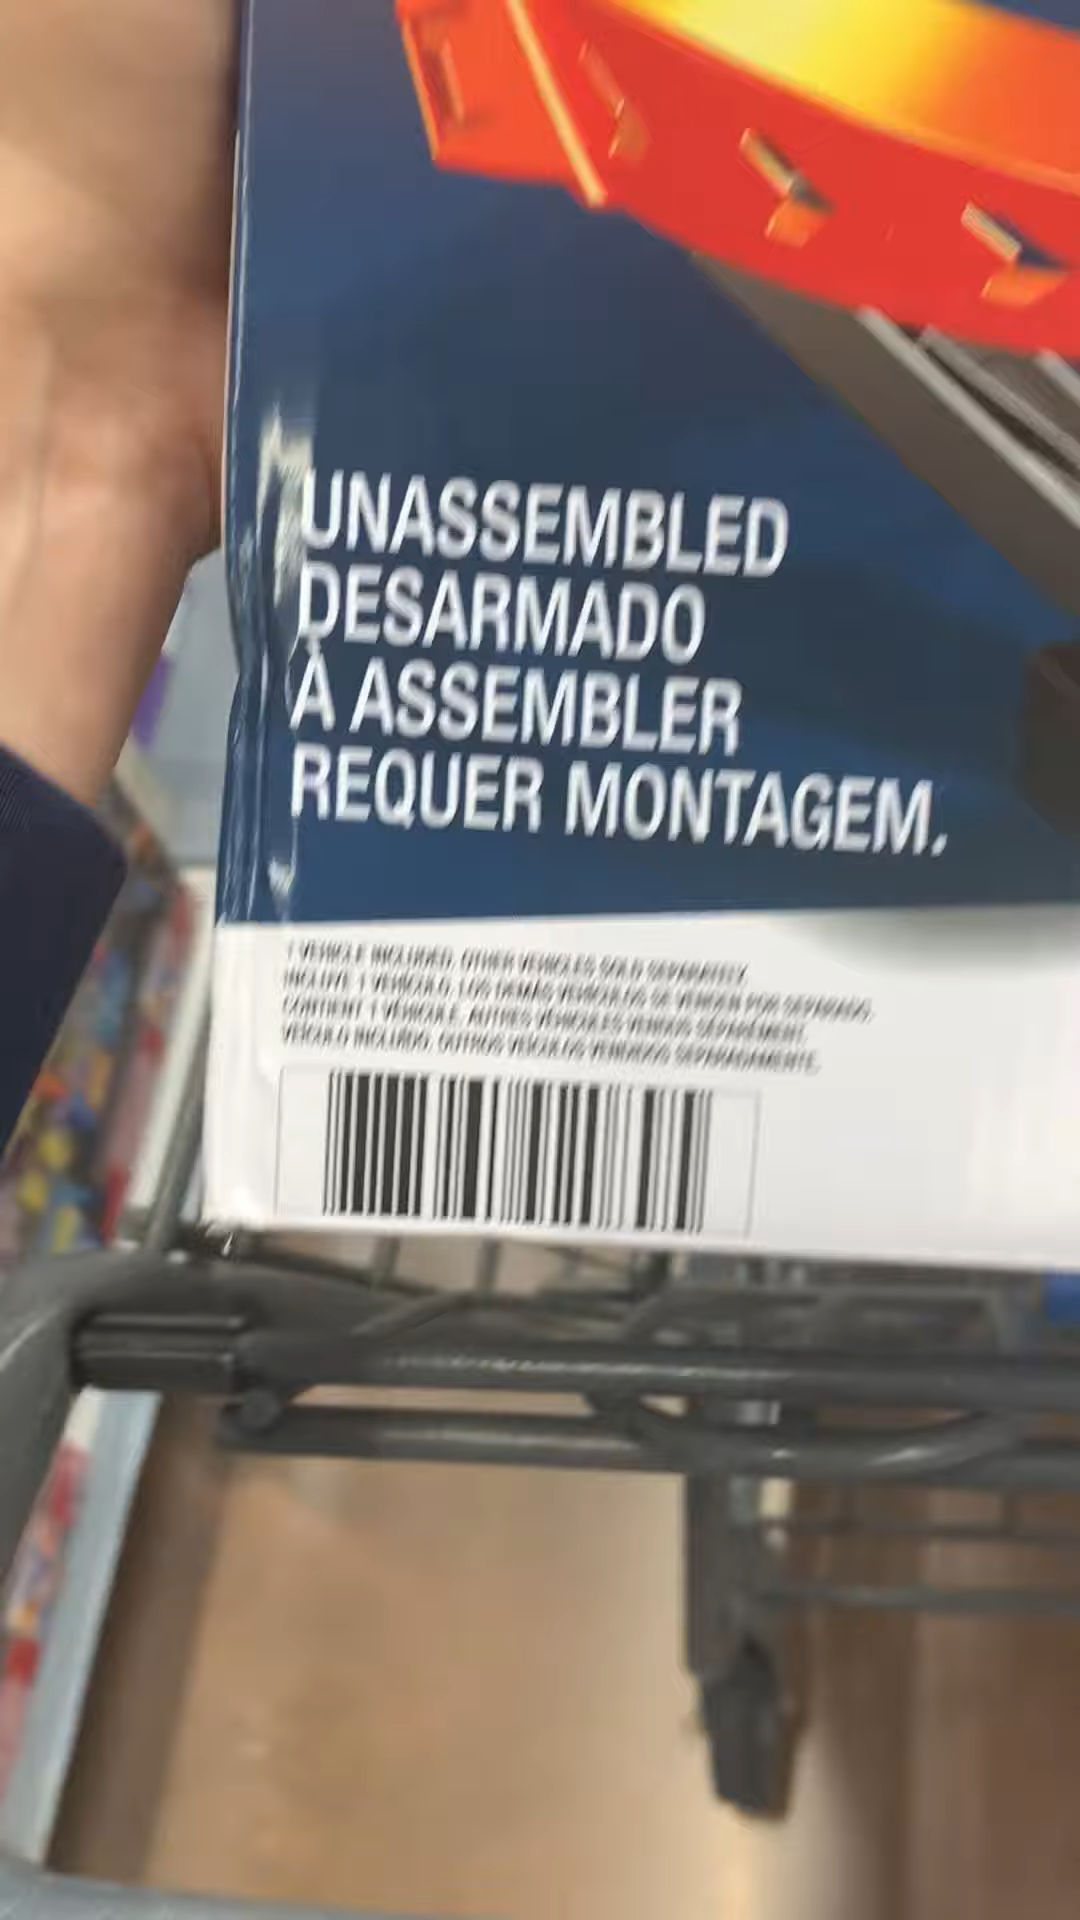 UNASSEMBLED
DESARMADO
À ASSEMBLER
REQUER MONTAGEM.
1 VEHICLE INCLUDED. OTHER VEHICLES SOLD SEPARATELY.
INCLUYE 1 VEHÍCULO. LOS DEMÁS VEHÍCULOS SE VENDEN POR SEPARADO.
CONTIENT 1 VÉHICULE. AUTRES VÉHICULES VENDUS SÉPARÉMENT.
VEÍCULO INCLUÍDO. OUTROS VEÍCULOS VENDIDOS SEPARADAMENTE.